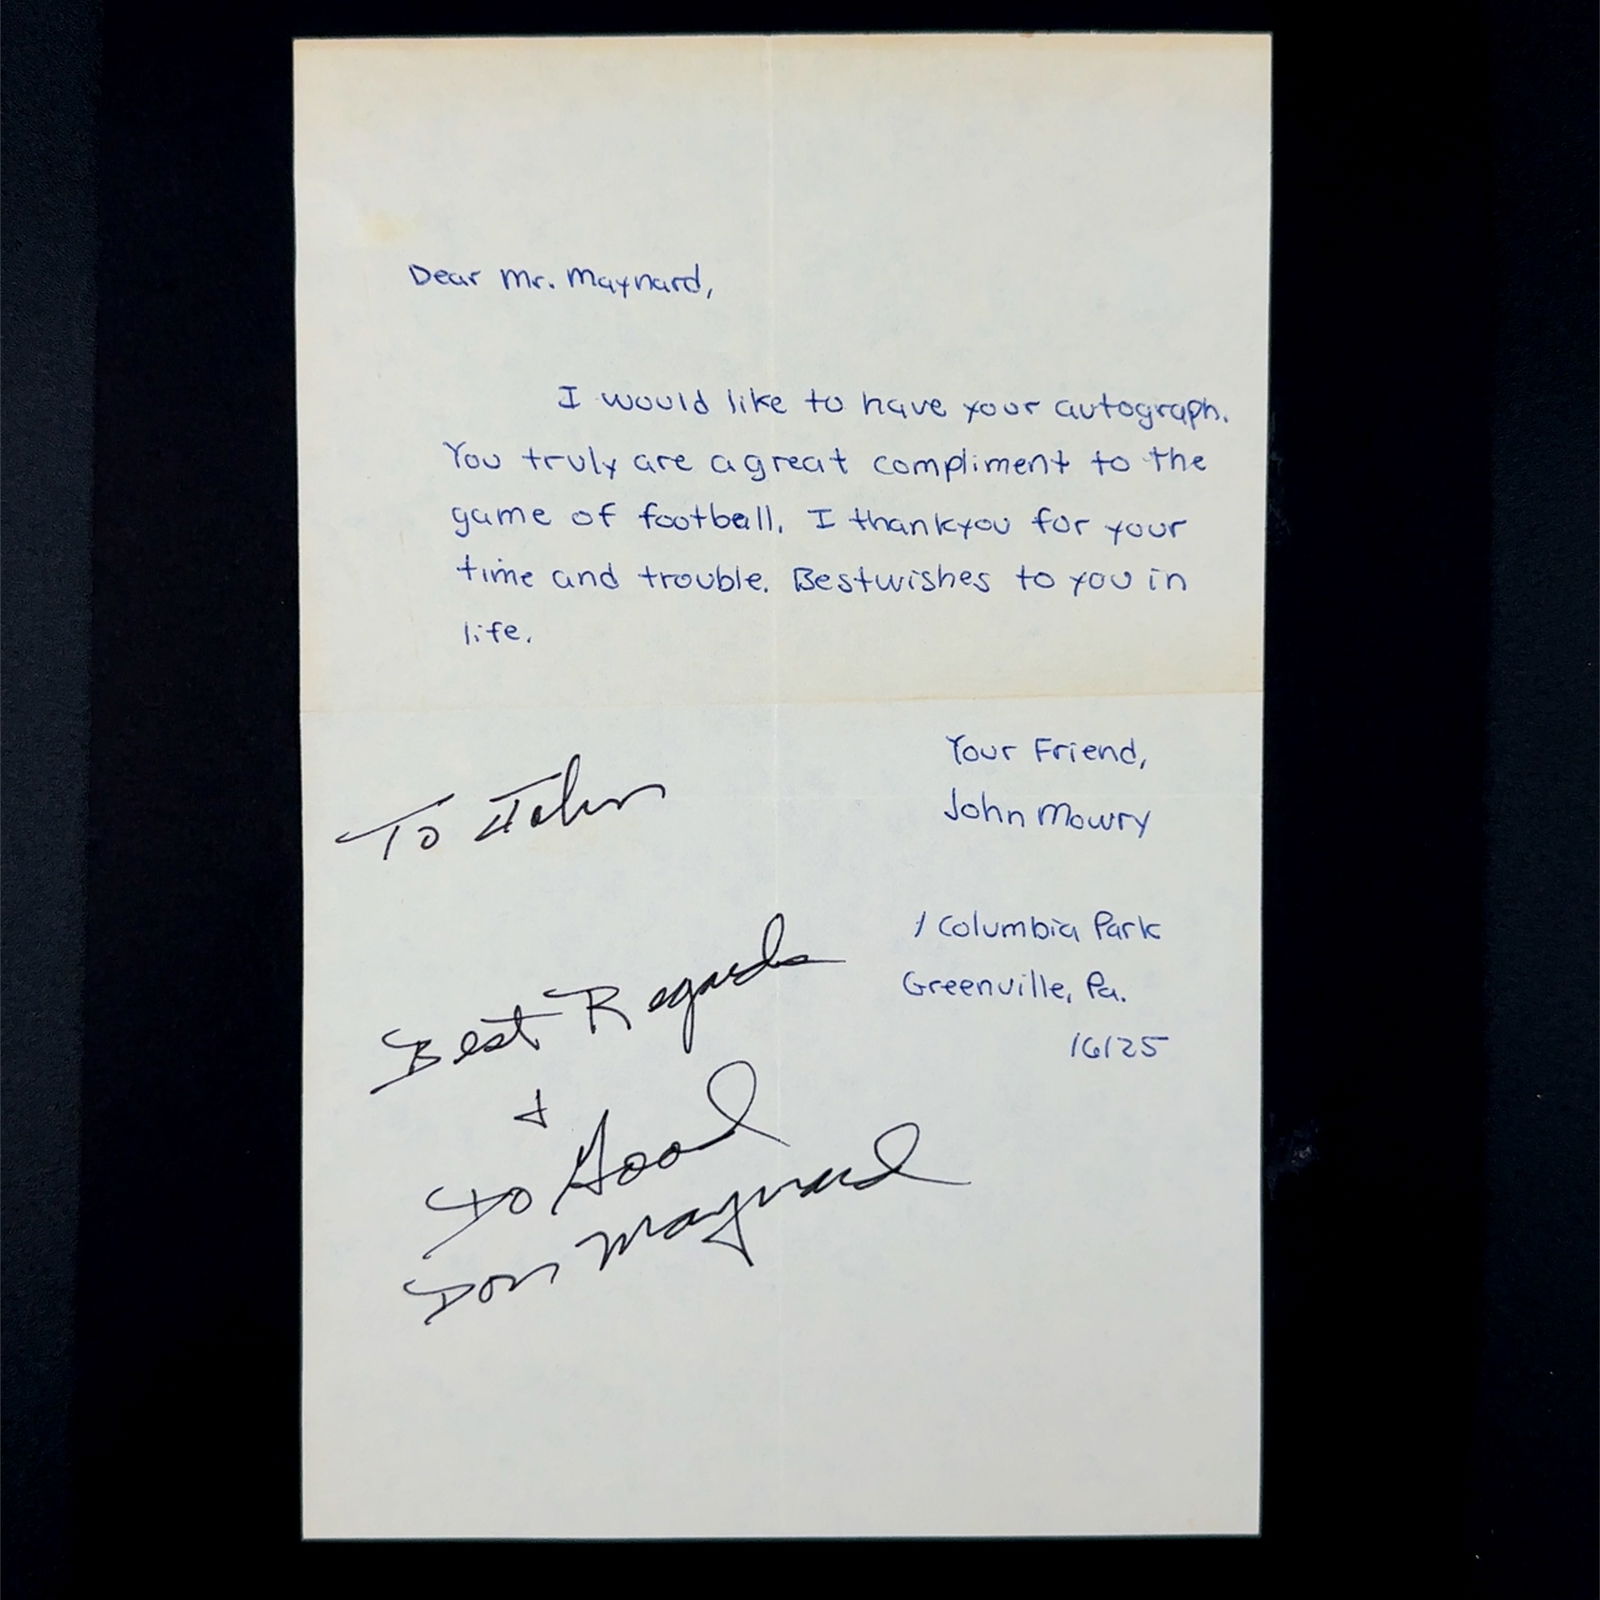 Dear Mr. Maynard,
I would like to have your autograph.
You truly are a great compliment to the
game of football. I thankyou for your
time and trouble. Bestwishes to you in
life.
Your Friend,
John Mowry
1 Columbia Park
Greenville, Pa.
16125
To John
Best Regards
+
Do Good
Don Maynard